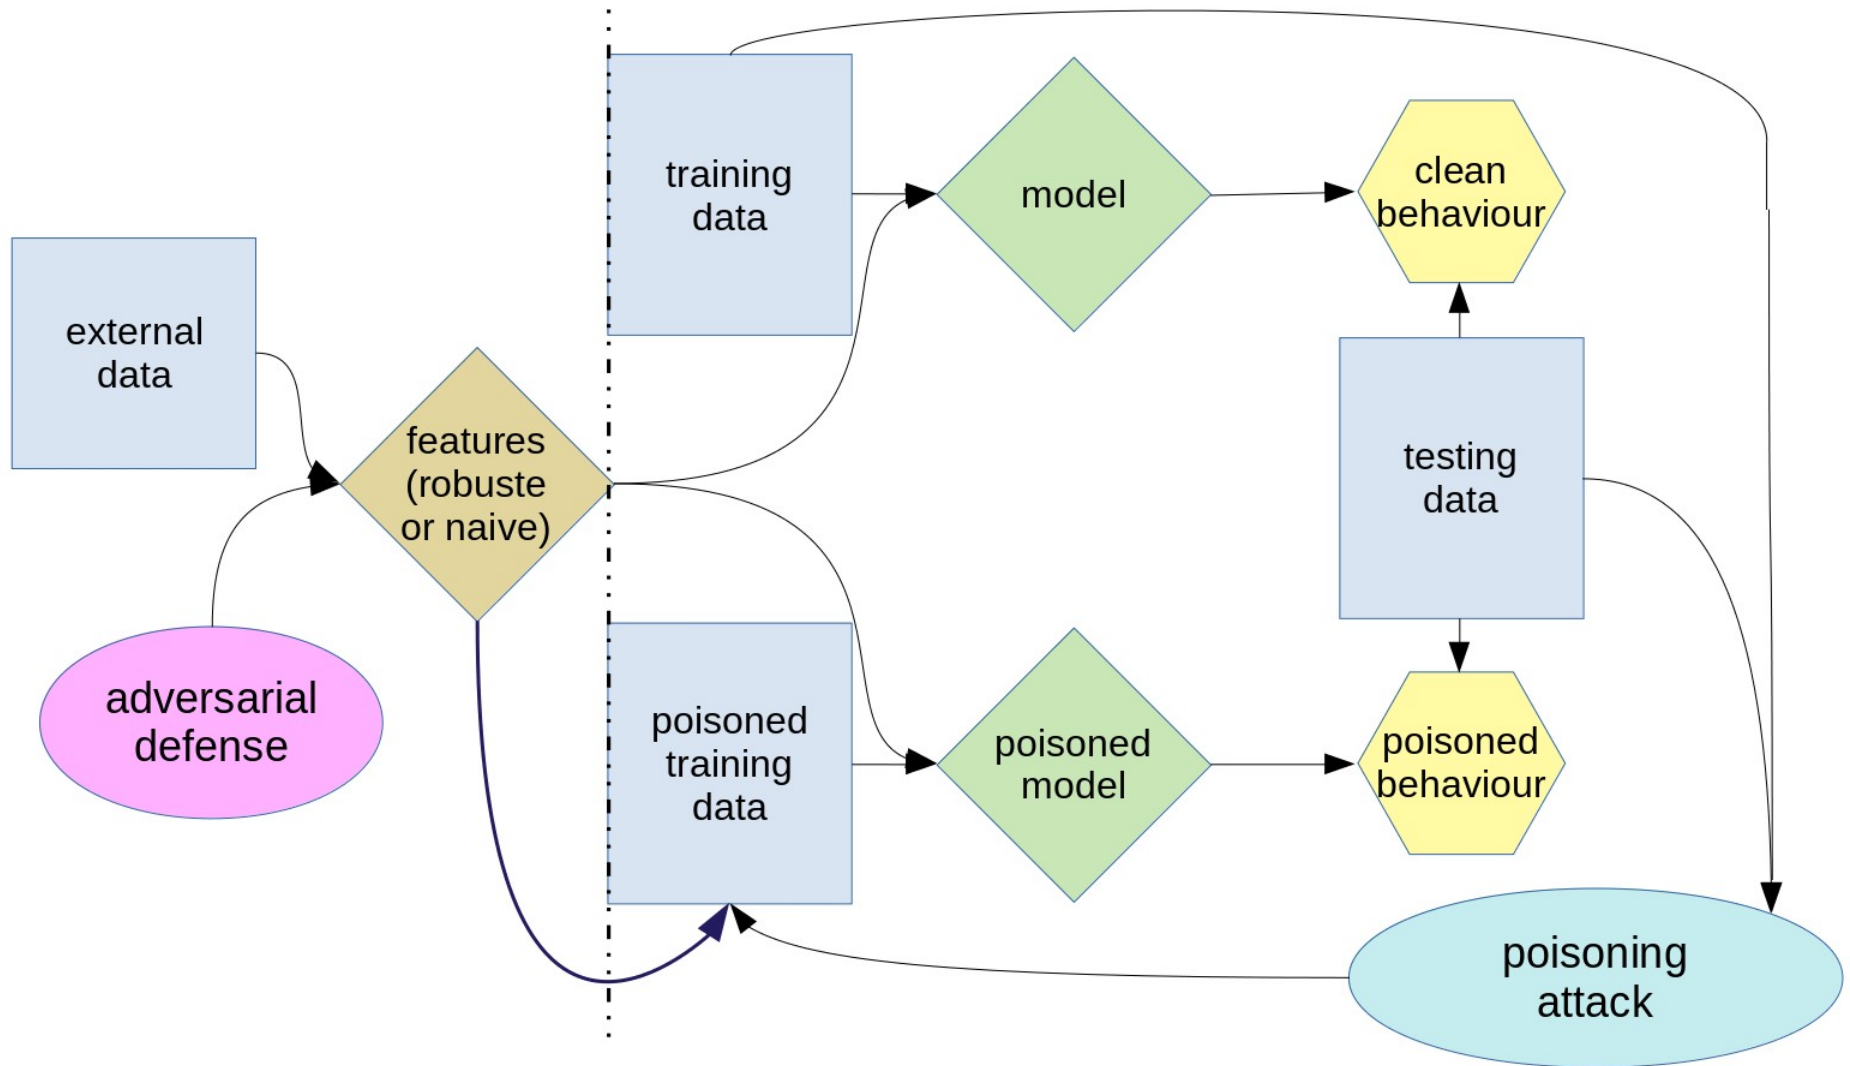 training
data
model
clean
behaviour
external
data
features
(robuste
or naive)
testing
data
adversarial
defense
poisoned
training
data
poisoned
model
poisoned
behaviour
poisoning
attack